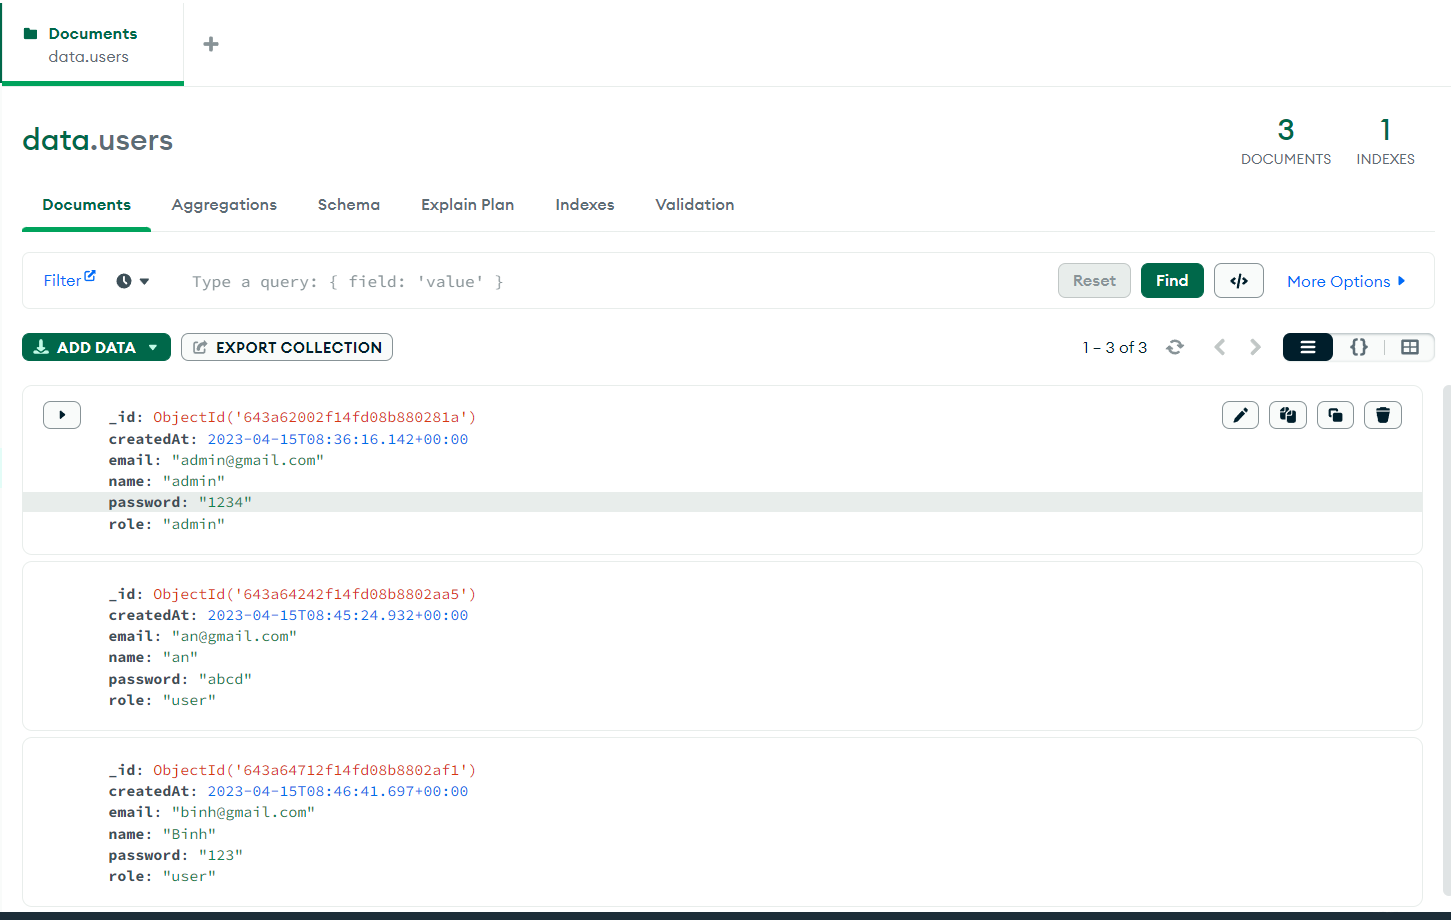 Documents
data.users
data.users
3
DOCUMENTS
1
INDEXES
Documents
Aggregations
Schema
Explain Plan
Indexes
Validation
Filter
Type a query: { field: 'value' }
Reset
Find
</>
More Options
ADD DATA
EXPORT COLLECTION
1 – 3 of 3
{}
_id: ObjectId('643a62002f14fd08b880281a')
createdAt: 2023-04-15T08:36:16.142+00:00
email: "admin@gmail.com"
name: "admin"
password: "1234"
role: "admin"
_id: ObjectId('643a64242f14fd08b8802aa5')
createdAt: 2023-04-15T08:45:24.932+00:00
email: "an@gmail.com"
name: "an"
password: "abcd"
role: "user"
_id: ObjectId('643a64712f14fd08b8802af1')
createdAt: 2023-04-15T08:46:41.697+00:00
email: "binh@gmail.com"
name: "Binh"
password: "123"
role: "user"